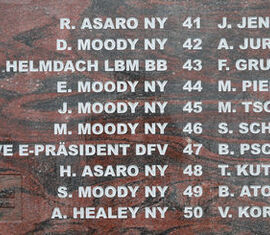 R. ASARO NY 41 J. JEN
D. MOODY NY 42 A. JUR
HELMDACH LBM BB 43 F. GRU
E. MOODY NY 44 M. PIE
J. MOODY NY 45 M. TSC
M. MOODY NY 46 S. SCH
VE E-PRÄSIDENT DFV 47 B. PSC
H. ASARO NY 48 T. KUT
S. MOODY NY 49 B. ATO
A. HEALEY NY 50 V. KOR